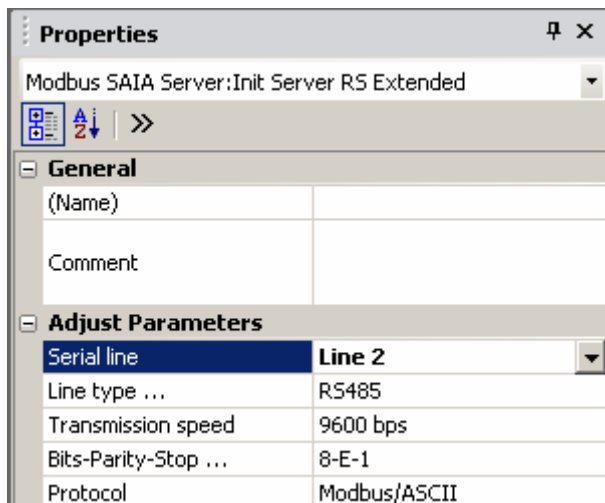 Properties
Modbus SAIA Server:Init Server RS Extended
General
(Name)
Comment
Adjust Parameters
Serial line Line 2
Line type ... RS485
Transmission speed 9600 bps
Bits-Parity-Stop ... 8-E-1
Protocol Modbus/ASCII